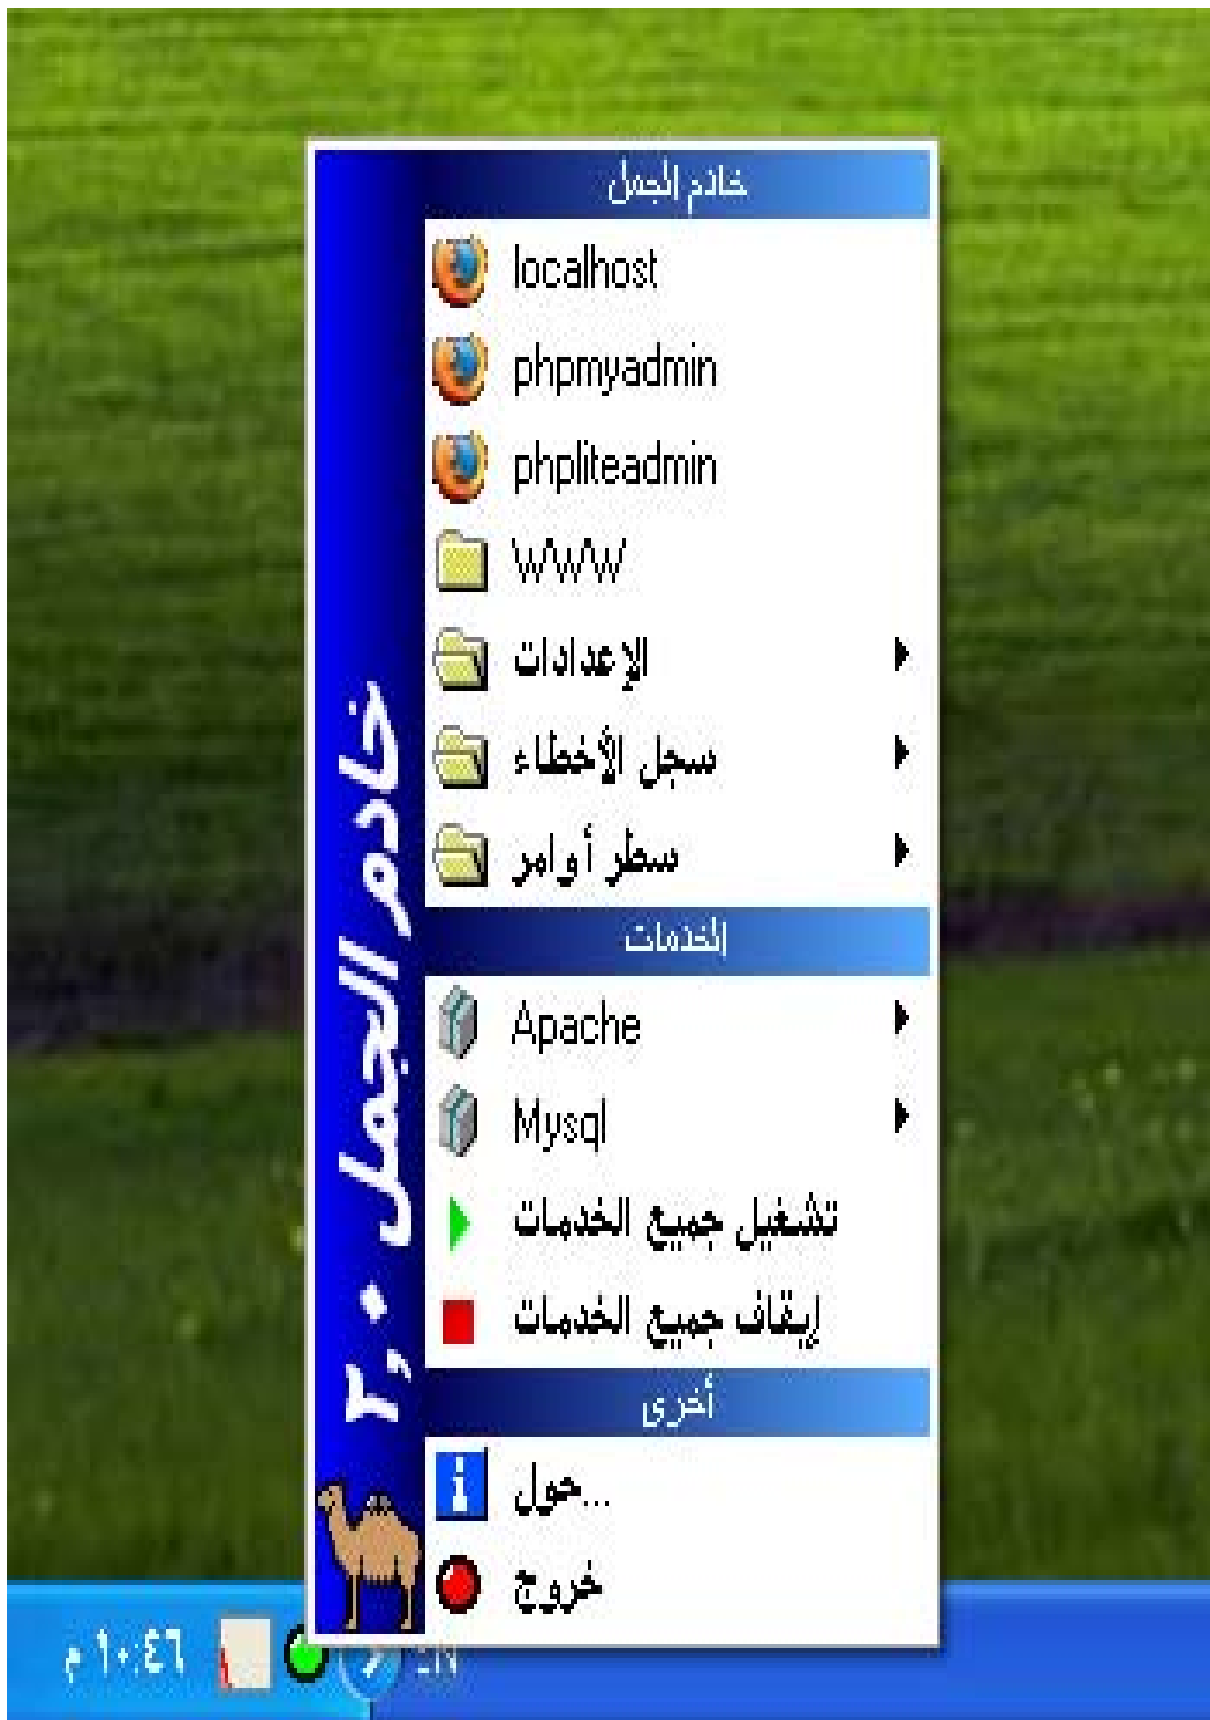 خادم الجمل
localhost
phpmyadmin
phpliteadmin
WWW
الإعدادات
سجل الأخطاء
سطر أوامر
الخدمات
Apache
Mysql
تشغيل جميع الخدمات
إيقاف جميع الخدمات
أخرى
حول...
خروج
خادم الجمل ٢,٠
١٠:٤٦ م